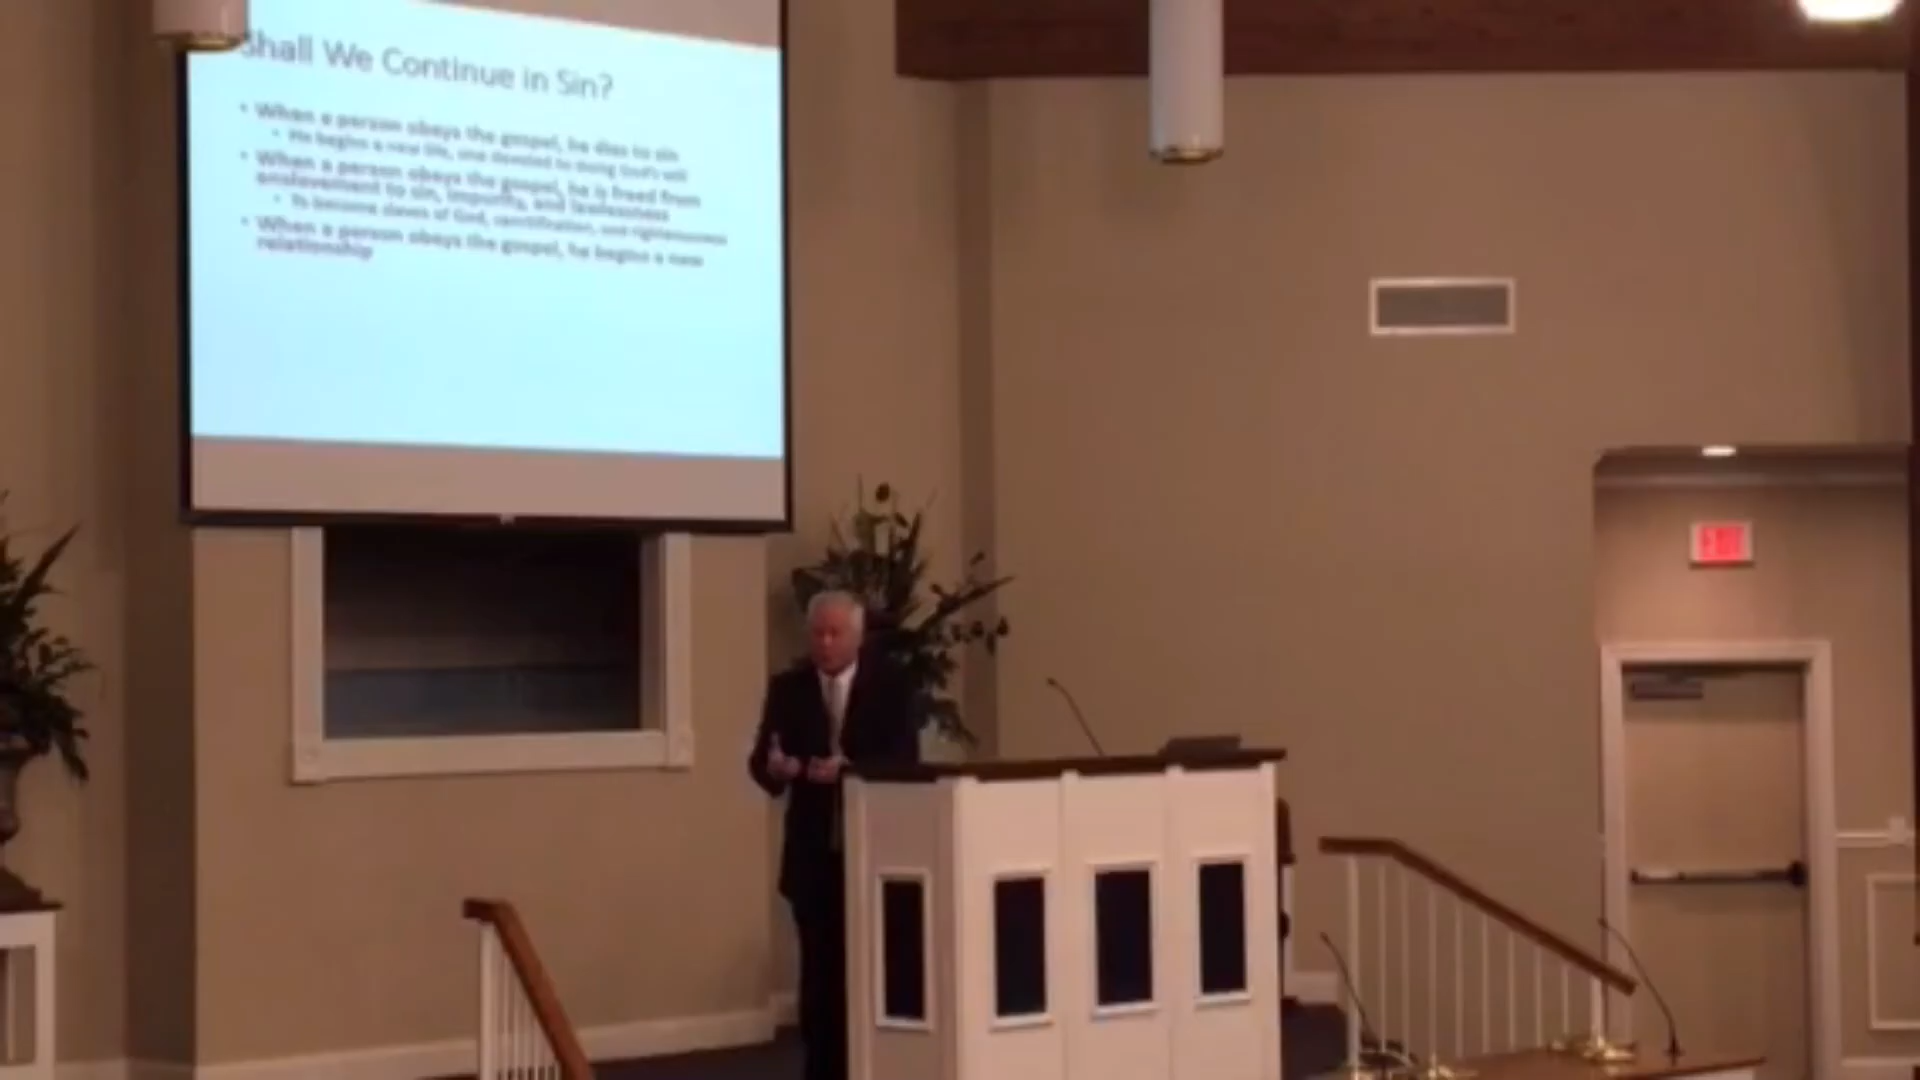 Shall We Continue in Sin?
• When a person obeys the gospel, he dies to sin
• He begins a new life, one devoted to doing God's will
• When a person obeys the gospel, he is freed from
enslavement to sin, impurity, and lawlessness
• To become slaves of God, sanctification, and righteousness
• When a person obeys the gospel, he begins a new
relationship
EXIT